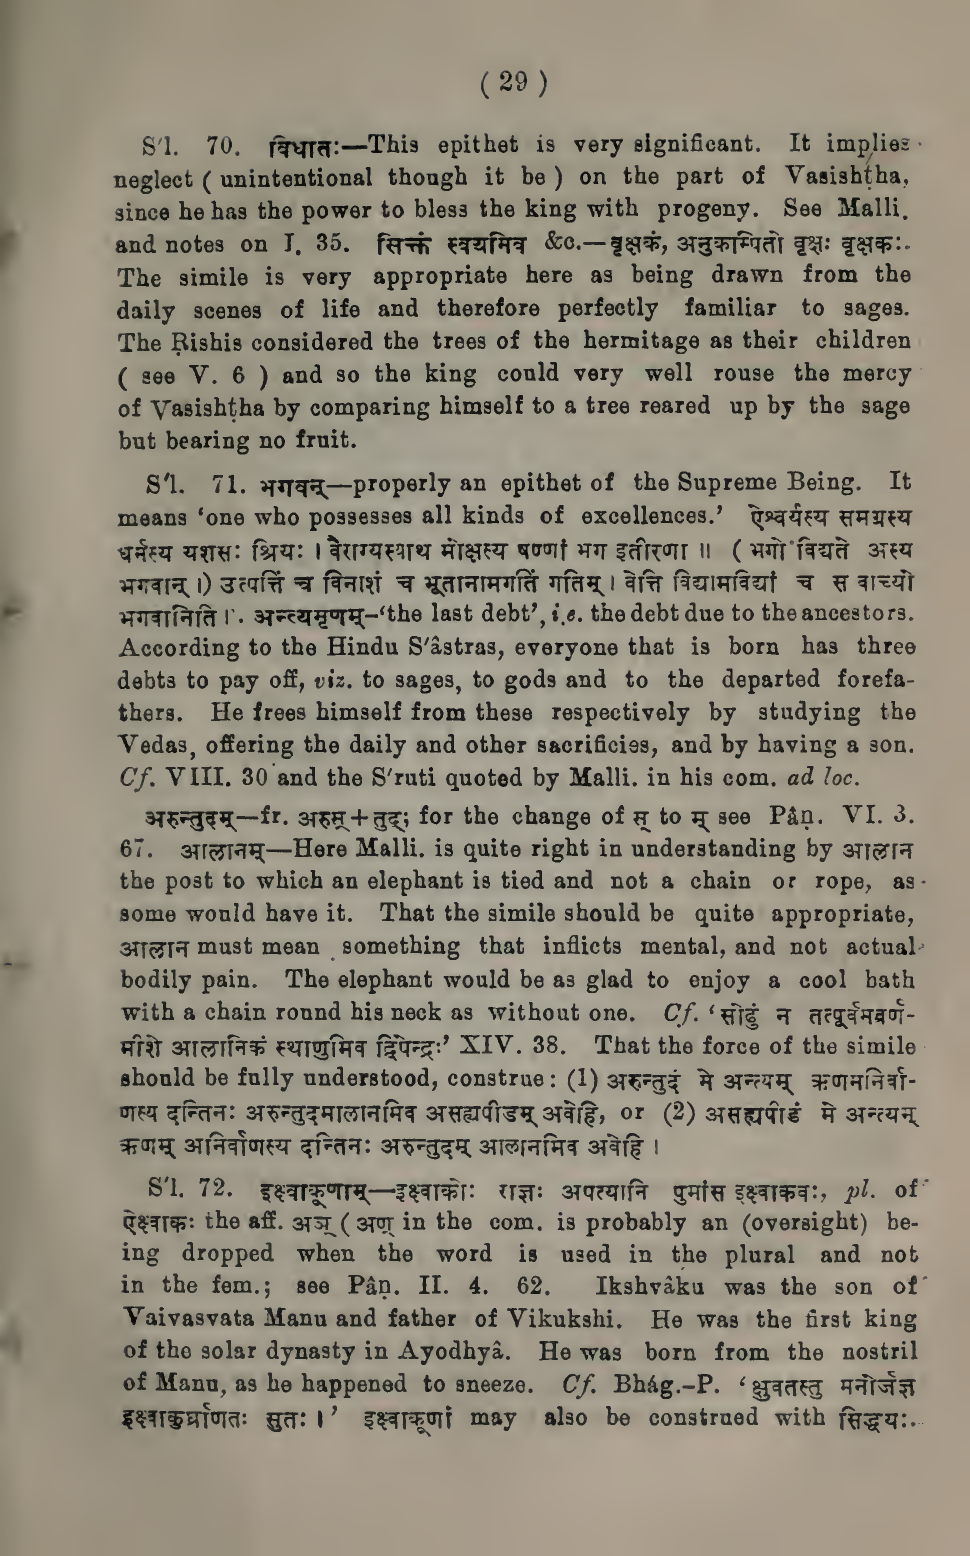 ( 29 )
S'l. 70. विधातः—This epithet is very significant. It implies
neglect ( unintentional though it be ) on the part of Vasishṭha,
since he has the power to bless the king with progeny. See Malli.
and notes on I. 35. सिक्तं स्वयमिव &c.—वृक्षकं, अनुकम्पितो वृक्षः वृक्षकः.
The simile is very appropriate here as being drawn from the
daily scenes of life and therefore perfectly familiar to sages.
The Ṛishis considered the trees of the hermitage as their children
( see V. 6 ) and so the king could very well rouse the mercy
of Vasishṭha by comparing himself to a tree reared up by the sage
but bearing no fruit.
S'l. 71. भगवन्—properly an epithet of the Supreme Being. It
means ‘one who possesses all kinds of excellences.’ ऐश्वर्यस्य समग्रस्य
धर्मस्य यशसः श्रियः । वैराग्यस्याथ मोक्षस्य षण्णां भग इतीरणा ॥ ( भगो विद्यते अस्य
भगवान् ।) उत्पत्तिं च विनाशं च भूतानामगतिं गतिम् । वेत्ति विद्यामविद्यां च स वाच्यो
भगवानिति ।. अन्त्यमृणम्–‘the last debt’, i.e. the debt due to the ancestors.
According to the Hindu S'âstras, everyone that is born has three
debts to pay off, viz. to sages, to gods and to the departed forefa-
thers. He frees himself from these respectively by studying the
Vedas, offering the daily and other sacrificies, and by having a son.
Cf. VIII. 30 and the S'ruti quoted by Malli. in his com. ad loc.
अरुन्तुदम्—fr. अरुस्+तुद्; for the change of स् to म् see Pâṇ. VI. 3.
67. आलानम्—Here Malli. is quite right in understanding by आलान
the post to which an elephant is tied and not a chain or rope, as
some would have it. That the simile should be quite appropriate,
आलान must mean something that inflicts mental, and not actual
bodily pain. The elephant would be as glad to enjoy a cool bath
with a chain round his neck as without one. Cf. ‘सोढुं न तत्पूर्वमवर्ण-
मीशे आलानिकं स्थाणुमिव द्विपेन्द्रः’ XIV. 38. That the force of the simile
should be fully understood, construe: (1) अरुन्तुदं मे अन्त्यम् ऋणमनिर्वा-
णस्य दन्तिनः अरुन्तुदमालानमिव असह्यपीडम् अवेहि, or (2) असह्यपीडं मे अन्त्यम्
ऋणम् अनिर्वाणस्य दन्तिनः अरुन्तुदम् आलानमिव अवेहि ।
S'l. 72. इक्ष्वाकूणाम्—इक्ष्वाकोः राज्ञः अपत्यानि पुमांस इक्ष्वाकवः, pl. of
ऐक्ष्वाकः the aff. अञ् ( अण् in the com. is probably an (oversight) be-
ing dropped when the word is used in the plural and not
in the fem.; see Pâṇ. II. 4. 62. Ikshvâku was the son of
Vaivasvata Manu and father of Vikukshi. He was the first king
of the solar dynasty in Ayodhyâ. He was born from the nostril
of Manu, as he happened to sneeze. Cf. Bhâg.-P. ‘क्षुवतस्तु मनोर्जज्ञ
इक्ष्वाकुर्घ्राणतः सुतः ।’ इक्ष्वाकूणां may also be construed with सिद्धयः.